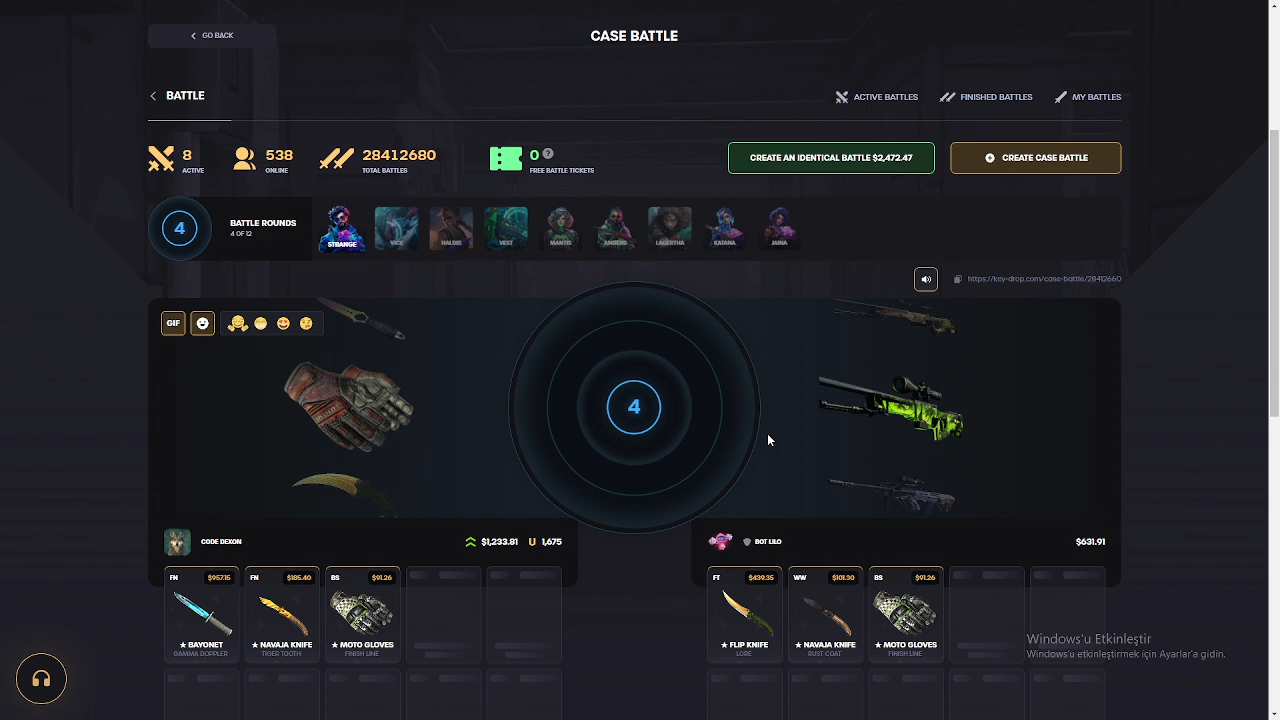 GO BACK
CASE BATTLE
BATTLE
ACTIVE BATTLES
FINISHED BATTLES
MY BATTLES
8
ACTIVE
538
ONLINE
28412680
TOTAL BATTLES
0
?
FREE BATTLE TICKETS
CREATE AN IDENTICAL BATTLE $2,472.47
CREATE CASE BATTLE
4
BATTLE ROUNDS
4 OF 12
STRANGE
VICE
HALDIS
VEST
MANTIS
ANDERS
LAGERTHA
KATANA
JAINA
https://key-drop.com/case-battle/28412660
GIF
4
CODE DEXON
$1,233.81
U 1,675
BOT LILO
$631.91
FN $957.15
FN $185.40
BS $91.26
FT $439.35
WW $101.30
BS $91.26
★ BAYONET
GAMMA DOPPLER
★ NAVAJA KNIFE
TIGER TOOTH
★ MOTO GLOVES
FINISH LINE
★ FLIP KNIFE
LORE
★ NAVAJA KNIFE
RUST COAT
★ MOTO GLOVES
FINISH LINE
Windows'u Etkinleştir
Windows'u etkinleştirmek için Ayarlar'a gidin.